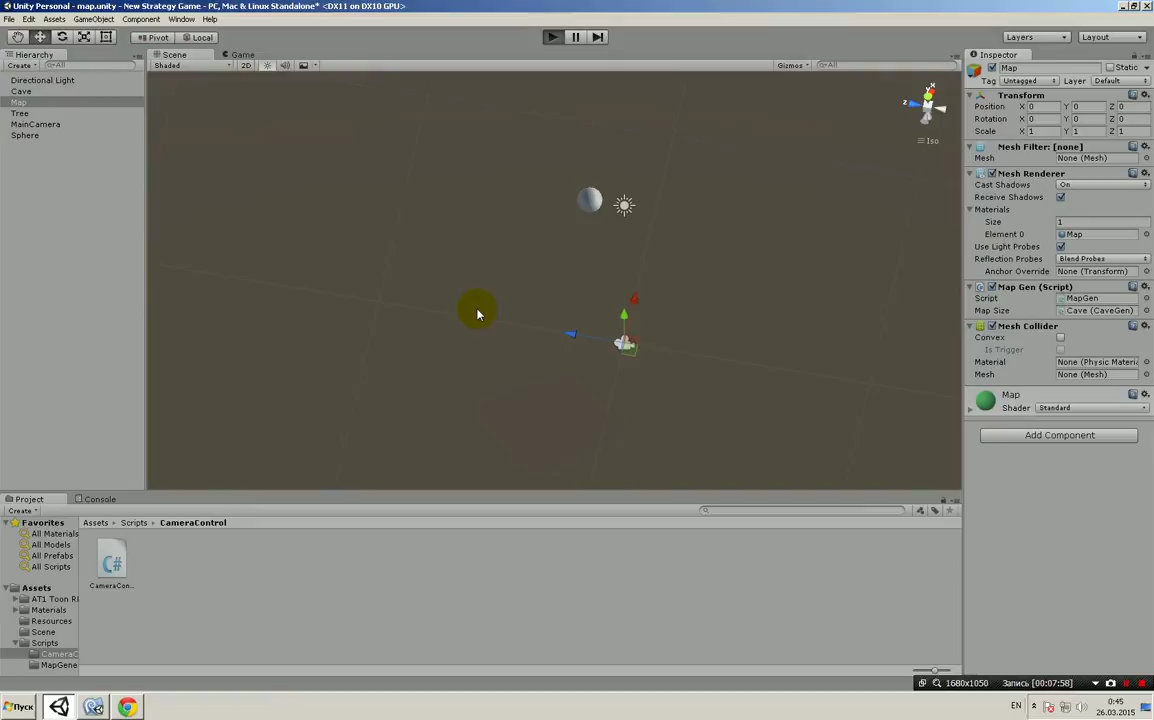 Unity Personal - map.unity - New Strategy Game - PC, Mac & Linux Standalone* <DX11 on DX10 GPU>
File Edit Assets GameObject Component Window Help
Pivot Local Layers Layout
Hierarchy
Create All
Directional Light
Cave
Map
Tree
MainCamera
Sphere
Scene Game
Shaded 2D Gizmos All
z
Iso
Inspector
Map Static
Tag Untagged Layer Default
Transform
Position X 0 Y 0 Z 0
Rotation X 0 Y 0 Z 0
Scale X 1 Y 1 Z 1
Mesh Filter: [none]
Mesh None (Mesh)
Mesh Renderer
Cast Shadows On
Receive Shadows
Materials
Size 1
Element 0 Map
Use Light Probes
Reflection Probes Blend Probes
Anchor Override None (Transform)
Map Gen (Script)
Script MapGen
Map Size Cave (CaveGen)
Mesh Collider
Convex
Is Trigger
Material None (Physic Materi
Mesh None (Mesh)
Map
Shader Standard
Add Component
Project Console
Create
Favorites
All Materials
All Models
All Prefabs
All Scripts
Assets
AT1 Toon R
Materials
Resources
Scene
Scripts
CameraC
MapGene
Assets Scripts CameraControl
C#
CameraCon...
1680x1050 Запись [00:07:58]
Пуск EN 0:45
26.03.2015